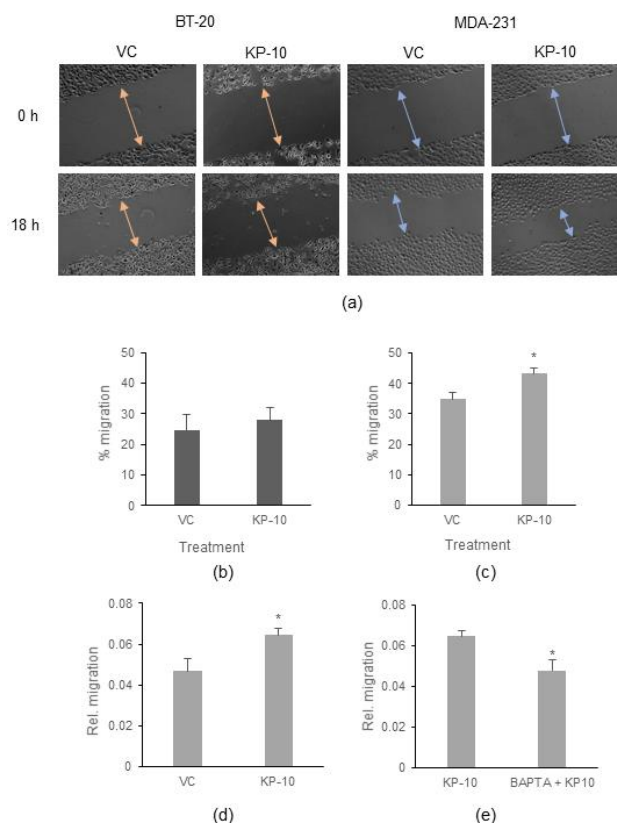 BT-20 MDA-231
VC KP-10 VC KP-10
0 h
18 h
(a)
50
40
30
20
10
0
% migration
VC KP-10
Treatment
(b)
50
40
30
20
10
0
% migration
*
VC KP-10
Treatment
(c)
0.08
0.06
0.04
0.02
0
Rel. migration
*
VC KP-10
(d)
0.08
0.06
0.04
0.02
0
Rel. migration
*
KP-10 BAPTA + KP10
(e)